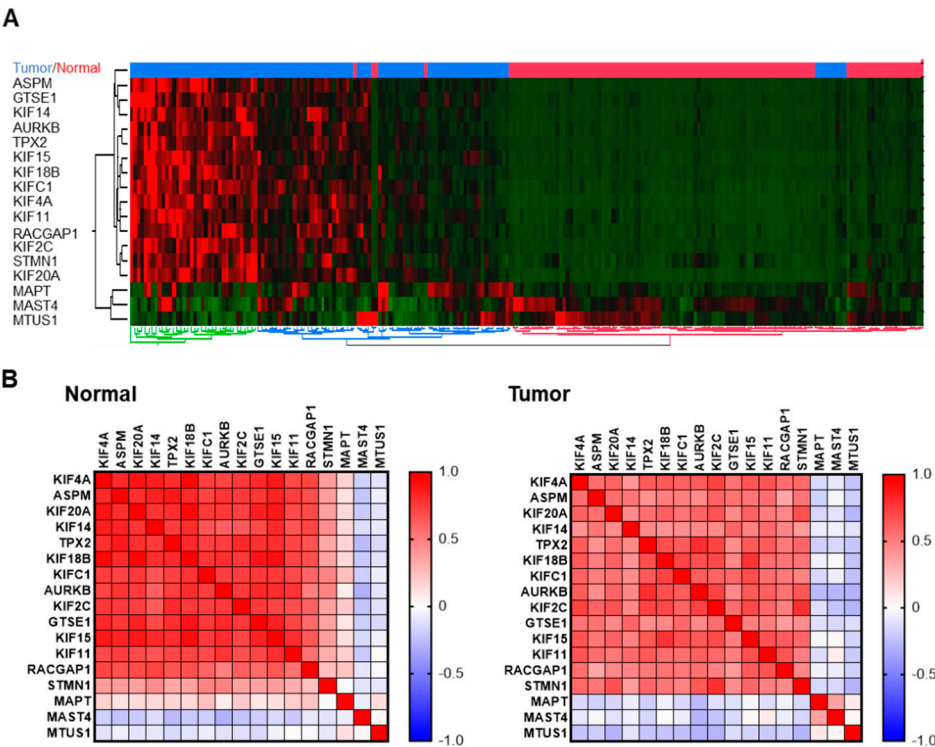 A
Tumor/Normal
ASPM
GTSE1
KIF14
AURKB
TPX2
KIF15
KIF18B
KIFC1
KIF4A
KIF11
RACGAP1
KIF2C
STMN1
KIF20A
MAPT
MAST4
MTUS1
B
Normal
KIF4A ASPM KIF20A KIF14 TPX2 KIF18B KIFC1 AURKB KIF2C GTSE1 KIF15 KIF11 RACGAP1 STMN1 MAPT MAST4 MTUS1
KIF4A
ASPM
KIF20A
KIF14
TPX2
KIF18B
KIFC1
AURKB
KIF2C
GTSE1
KIF15
KIF11
RACGAP1
STMN1
MAPT
MAST4
MTUS1
1.0
0.5
0
-0.5
-1.0
Tumor
KIF4A ASPM KIF20A KIF14 TPX2 KIF18B KIFC1 AURKB KIF2C GTSE1 KIF15 KIF11 RACGAP1 STMN1 MAPT MAST4 MTUS1
KIF4A
ASPM
KIF20A
KIF14
TPX2
KIF18B
KIFC1
AURKB
KIF2C
GTSE1
KIF15
KIF11
RACGAP1
STMN1
MAPT
MAST4
MTUS1
1.0
0.5
0
-0.5
-1.0